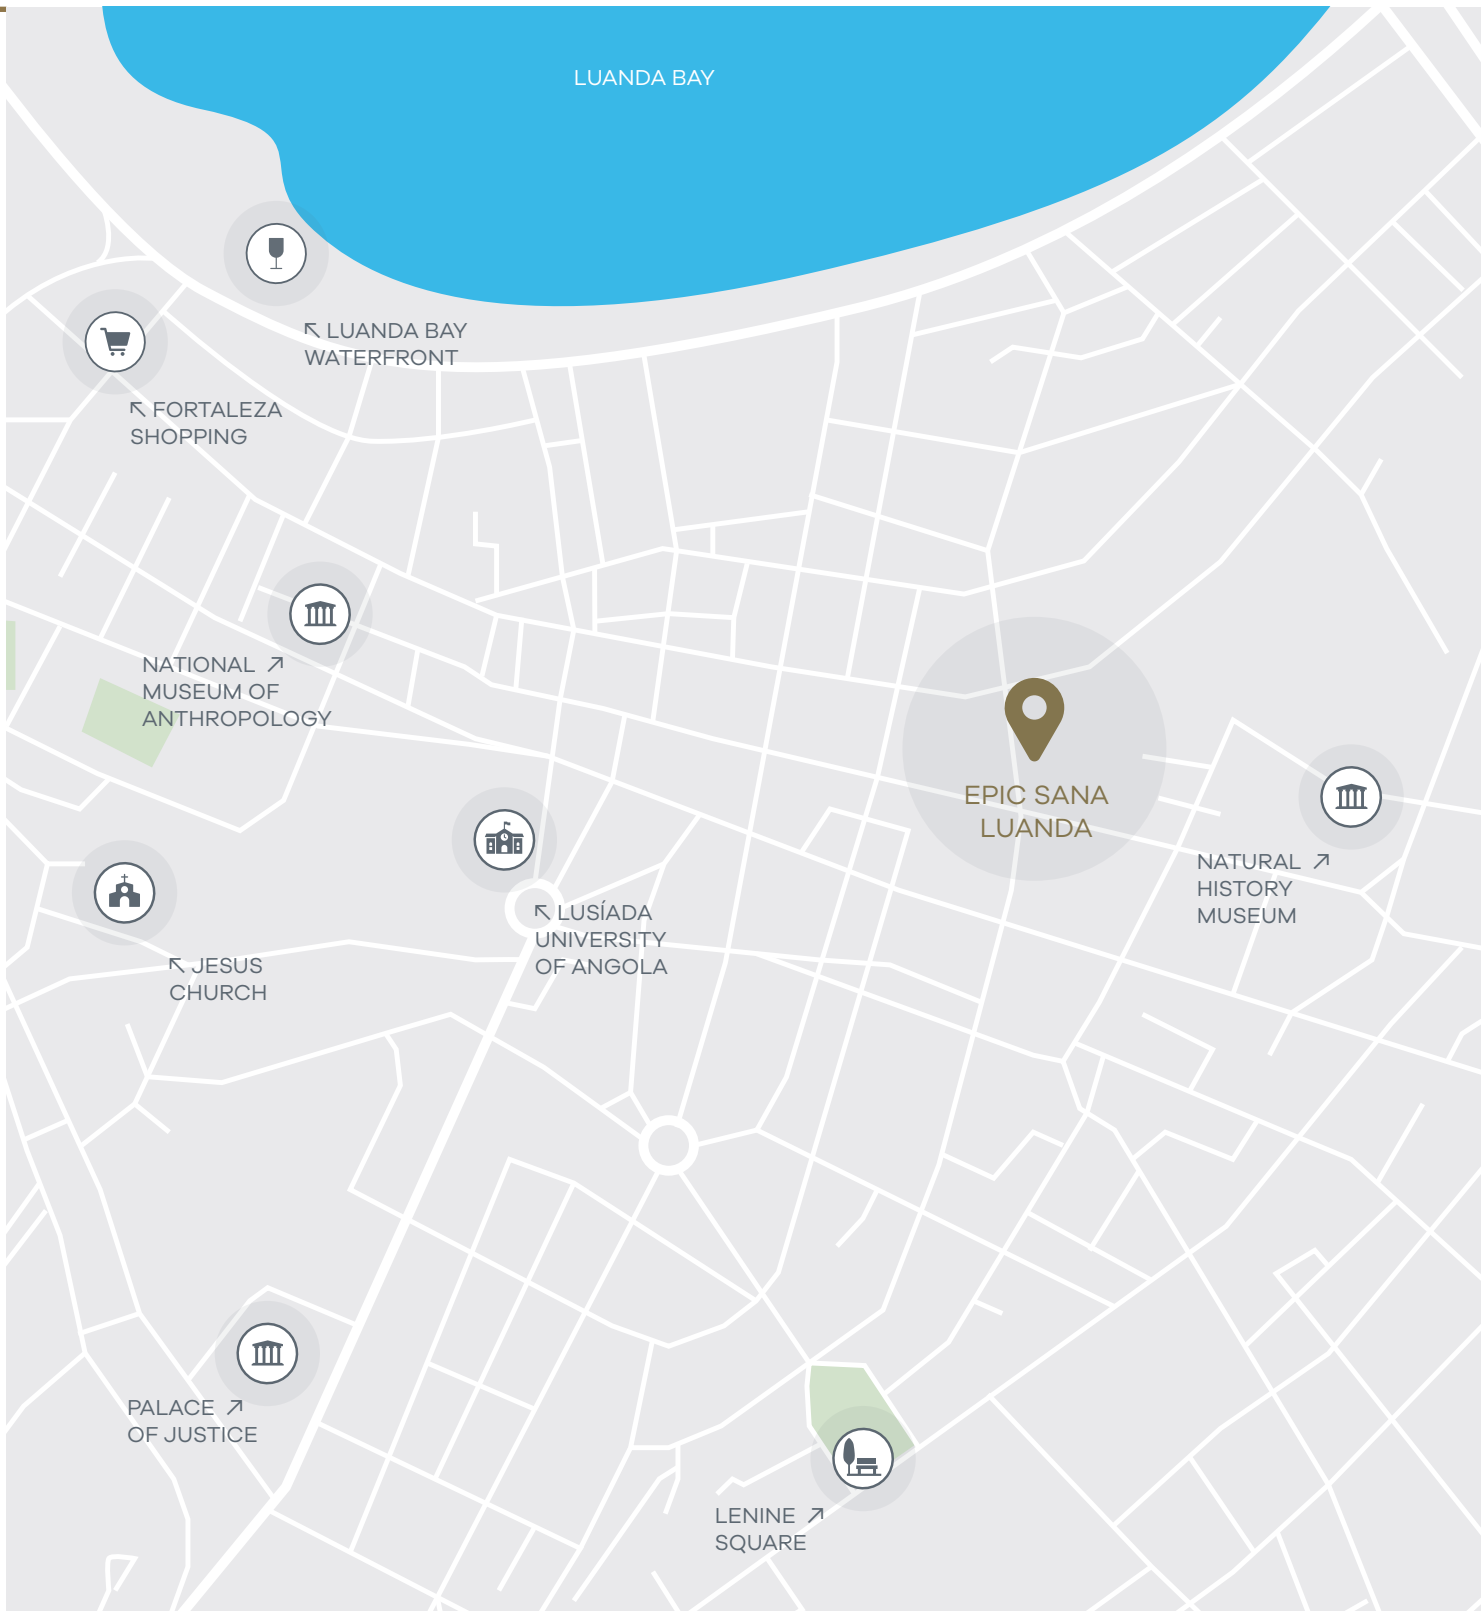 LUANDA BAY
↖ LUANDA BAY
WATERFRONT
↖ FORTALEZA
SHOPPING
NATIONAL ↗
MUSEUM OF
ANTHROPOLOGY
EPIC SANA
LUANDA
NATURAL ↗
HISTORY
MUSEUM
↖ LUSÍADA
UNIVERSITY
OF ANGOLA
↖ JESUS
CHURCH
PALACE ↗
OF JUSTICE
LENINE ↗
SQUARE